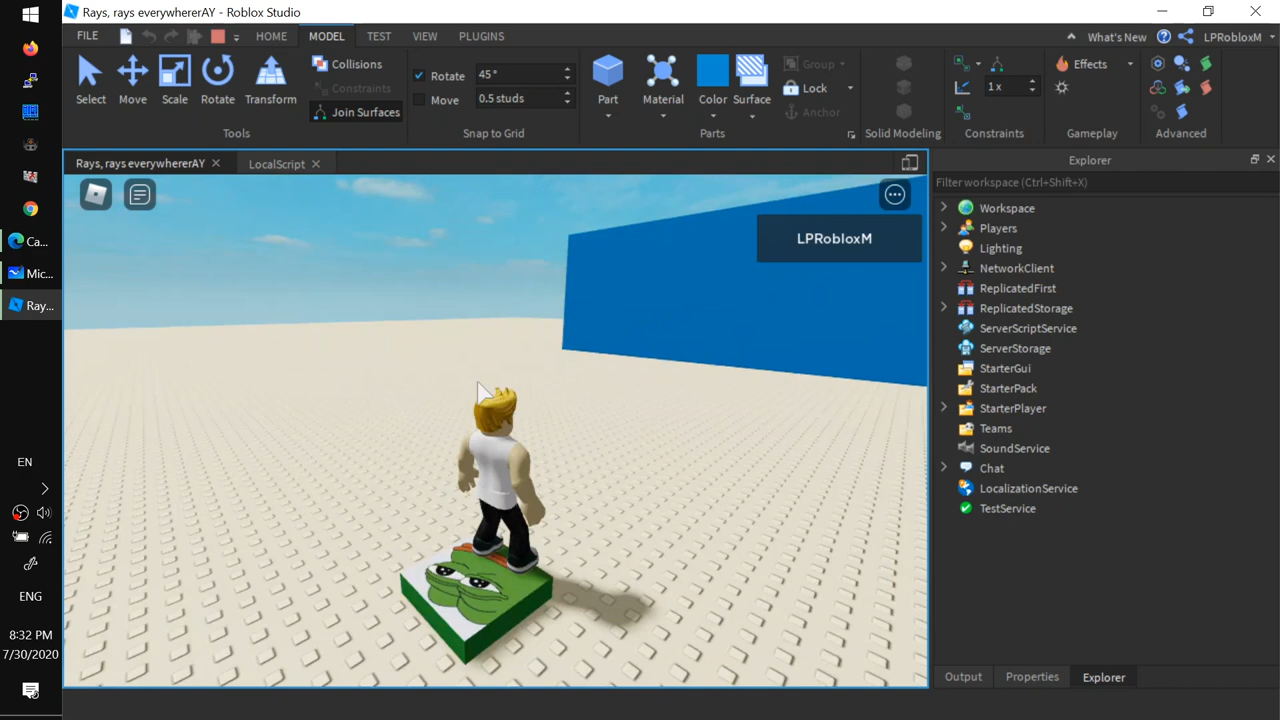 Rays, rays everywhererAY - Roblox Studio
FILE HOME MODEL TEST VIEW PLUGINS What's New LPRobloxM
Select Move Scale Rotate Transform
Collisions
Constraints
Join Surfaces
Tools
Rotate 45°
Move 0.5 studs
Snap to Grid
Part Material Color Surface
Group
Lock
Anchor
Parts
Solid Modeling
1 x
Constraints
Effects
Gameplay
Advanced
Rays, rays everywhererAY LocalScript
LPRobloxM
Explorer
Filter workspace (Ctrl+Shift+X)
Workspace
Players
Lighting
NetworkClient
ReplicatedFirst
ReplicatedStorage
ServerScriptService
ServerStorage
StarterGui
StarterPack
StarterPlayer
Teams
SoundService
Chat
LocalizationService
TestService
Output Properties Explorer
Ca...
Mic...
Ray...
EN
ENG
8:32 PM
7/30/2020